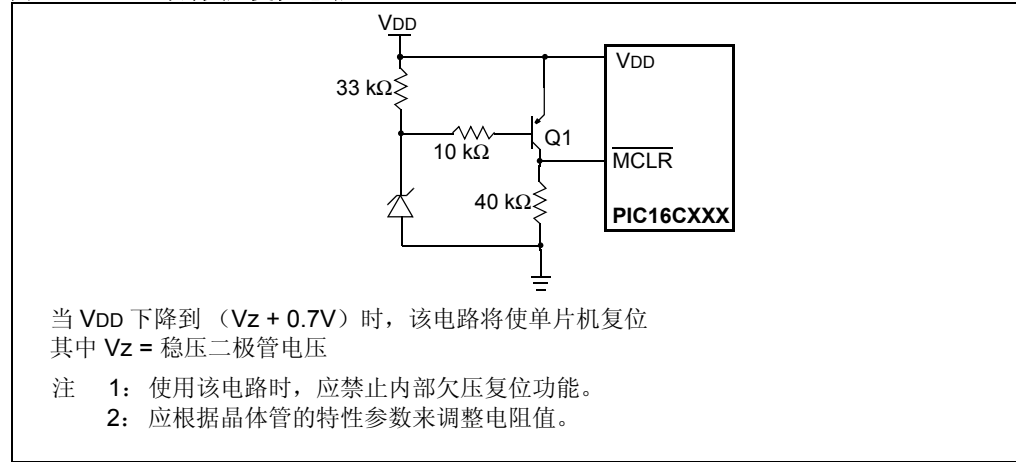 VDD
VDD
33 kΩ
Q1
10 kΩ
MCLR
40 kΩ
PIC16CXXX
当 VDD 下降到 （Vz + 0.7V）时，该电路将使单片机复位
其中 Vz = 稳压二极管电压
注 1： 使用该电路时，应禁止内部欠压复位功能。
2： 应根据晶体管的特性参数来调整电阻值。